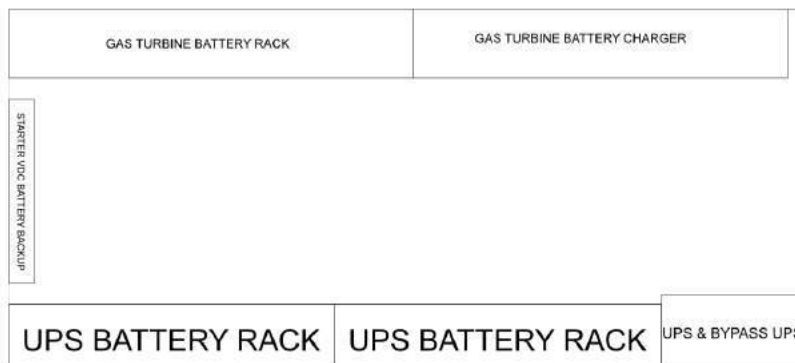 GAS TURBINE BATTERY RACK
GAS TURBINE BATTERY CHARGER
STARTER VDC BATTERY BACKUP
UPS BATTERY RACK
UPS BATTERY RACK
UPS & BYPASS UPS